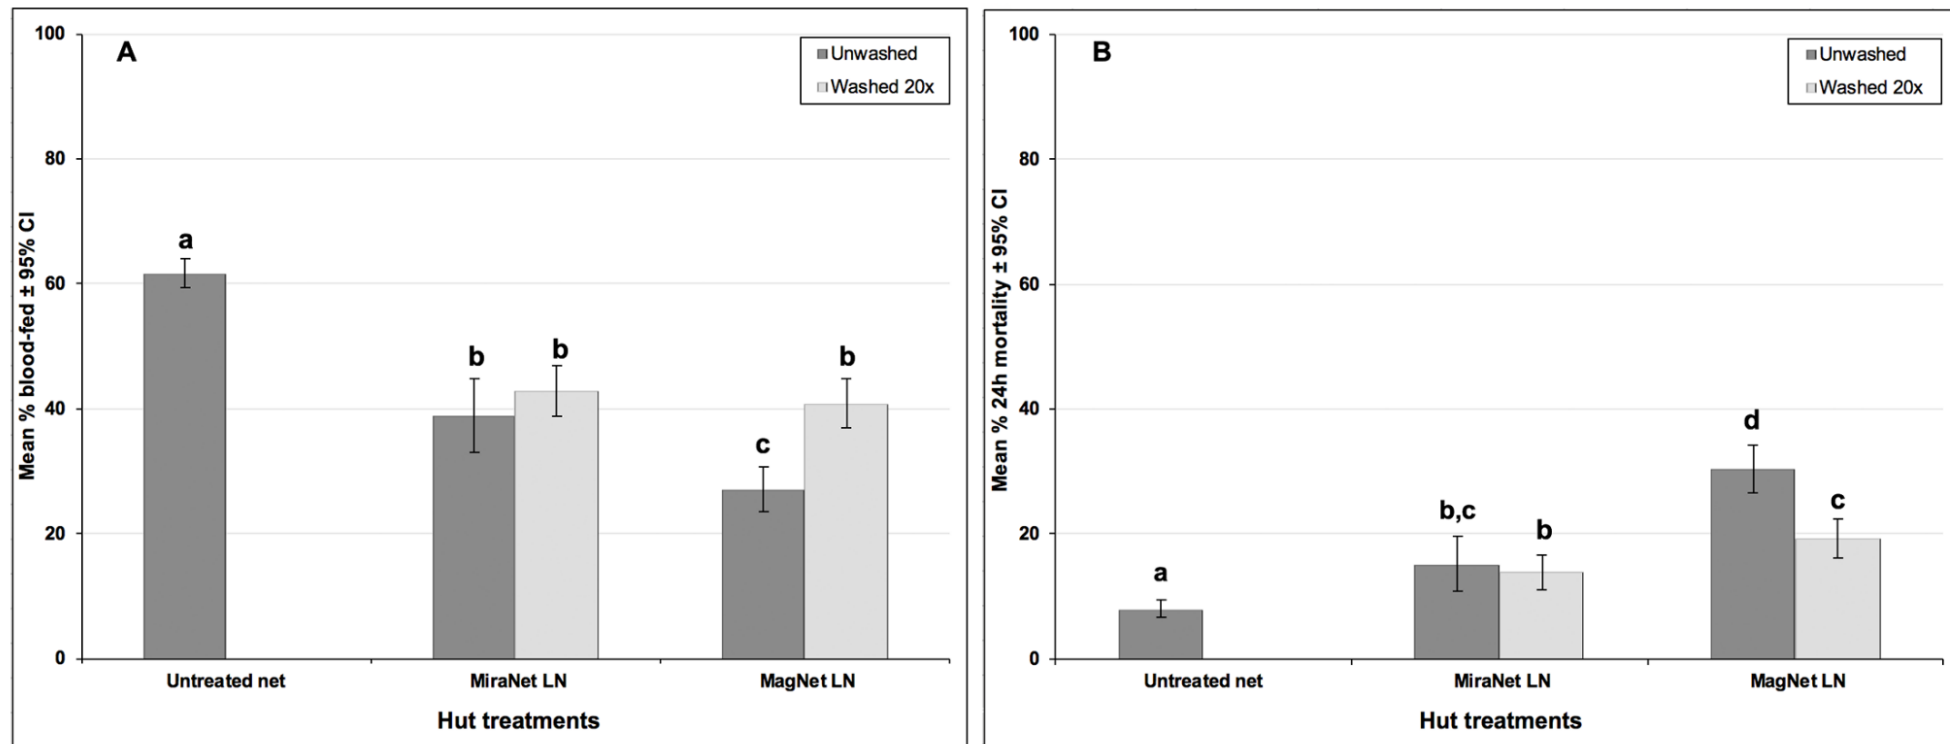 A
Unwashed
Washed 20x
Mean % blood-fed ± 95% CI
100
80
60
40
20
0
a
b
b
c
b
Untreated net
MiraNet LN
MagNet LN
Hut treatments
B
Unwashed
Washed 20x
Mean % 24h mortality ± 95% CI
100
80
60
40
20
0
a
b,c
b
d
c
Untreated net
MiraNet LN
MagNet LN
Hut treatments